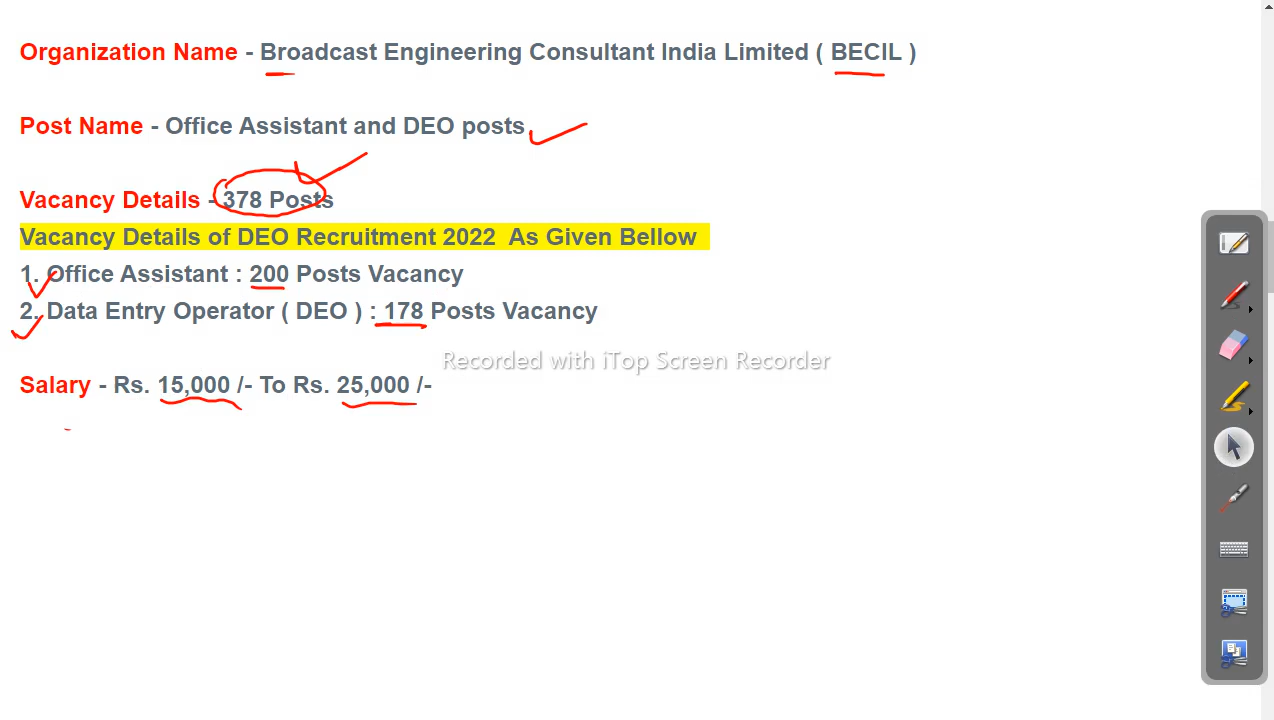 Organization Name - Broadcast Engineering Consultant India Limited ( BECIL )
Post Name - Office Assistant and DEO posts
Vacancy Details - 378 Posts
Vacancy Details of DEO Recruitment 2022 As Given Bellow
1. Office Assistant : 200 Posts Vacancy
2. Data Entry Operator ( DEO ) : 178 Posts Vacancy
Recorded with iTop Screen Recorder
Salary - Rs. 15,000 /- To Rs. 25,000 /-